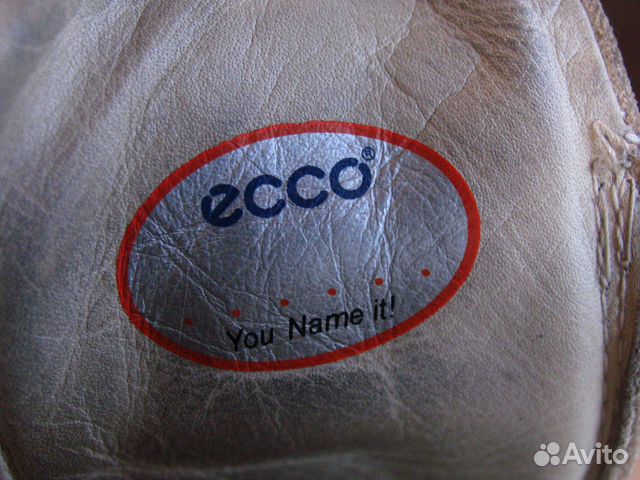 ecco®
. . . . . .
You Name it!
Avito